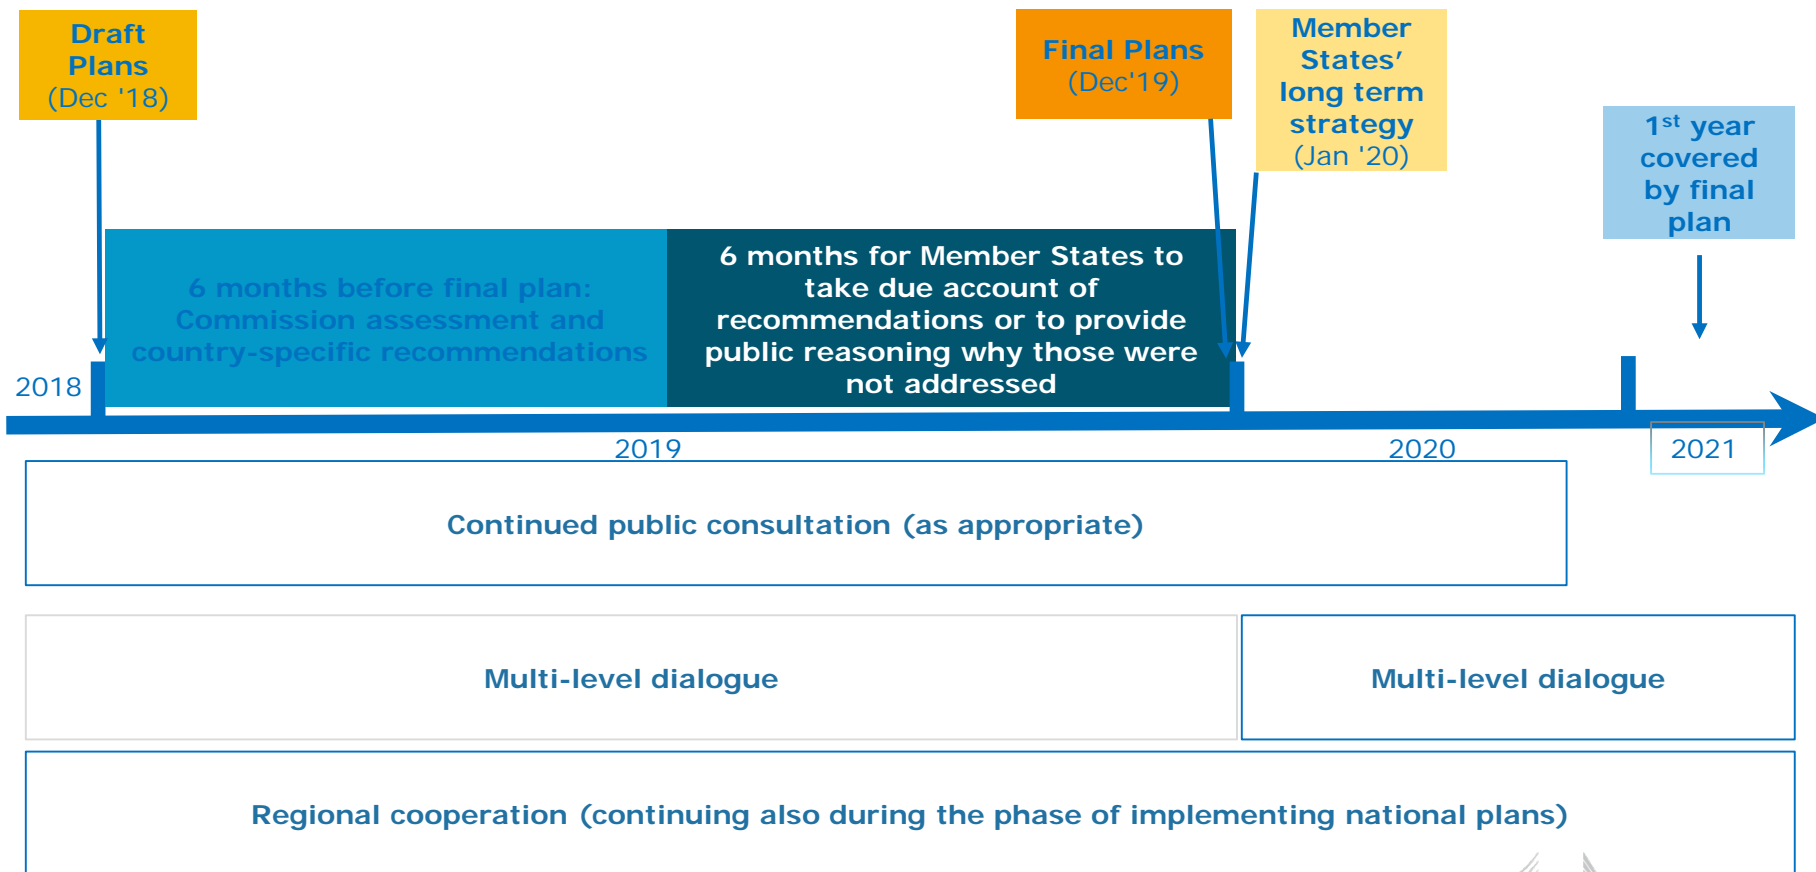 Draft
Plans
(Dec '18)
Final Plans
(Dec'19)
Member
States’
long term
strategy
(Jan '20)
1st year
covered
by final
plan
6 months before final plan:
Commission assessment and
country-specific recommendations
6 months for Member States to
take due account of
recommendations or to provide
public reasoning why those were
not addressed
2018
2019
2020
2021
Continued public consultation (as appropriate)
Multi-level dialogue
Multi-level dialogue
Regional cooperation (continuing also during the phase of implementing national plans)